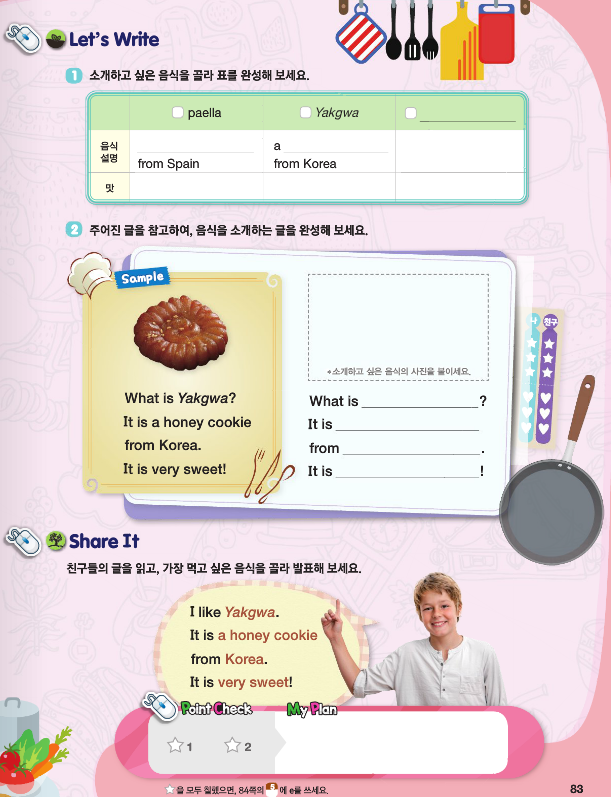 Let's Write
1 소개하고 싶은 음식을 골라 표를 완성해 보세요.
paella
Yakgwa
음식
설명
from Spain
a
from Korea
맛
2 주어진 글을 참고하여, 음식을 소개하는 글을 완성해 보세요.
Sample
What is Yakgwa?
It is a honey cookie
from Korea.
It is very sweet!
*소개하고 싶은 음식의 사진을 붙이세요.
What is ?
It is
from .
It is !
나
친구
Share It
친구들의 글을 읽고, 가장 먹고 싶은 음식을 골라 발표해 보세요.
I like Yakgwa.
It is a honey cookie
from Korea.
It is very sweet!
Point Check
My Plan
1
2
을 모두 칠했으면, 84쪽의 5 에 e를 쓰세요.
83